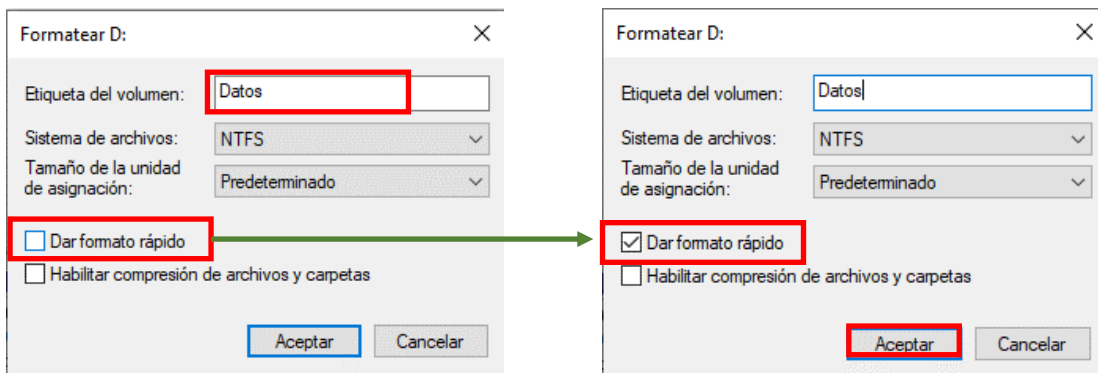 Formatear D:
Etiqueta del volumen: Datos
Sistema de archivos: NTFS
Tamaño de la unidad
de asignación: Predeterminado
Dar formato rápido
Habilitar compresión de archivos y carpetas
Aceptar Cancelar
Formatear D:
Etiqueta del volumen: Datos
Sistema de archivos: NTFS
Tamaño de la unidad
de asignación: Predeterminado
Dar formato rápido
Habilitar compresión de archivos y carpetas
Aceptar Cancelar